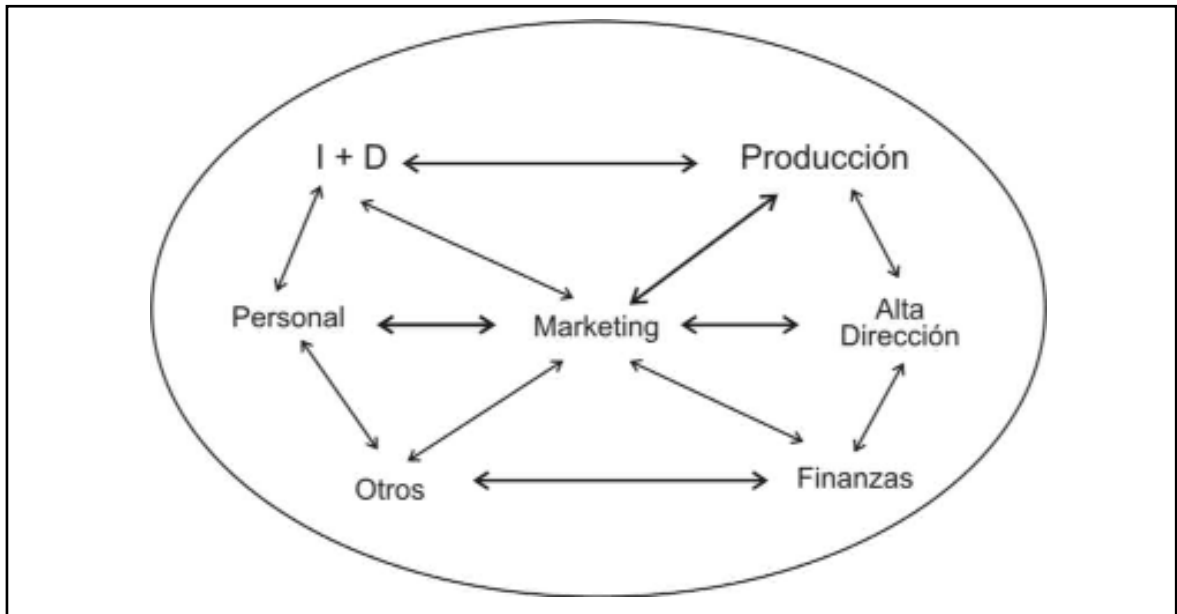 I + D
Producción
Personal
Marketing
Alta
Dirección
Otros
Finanzas